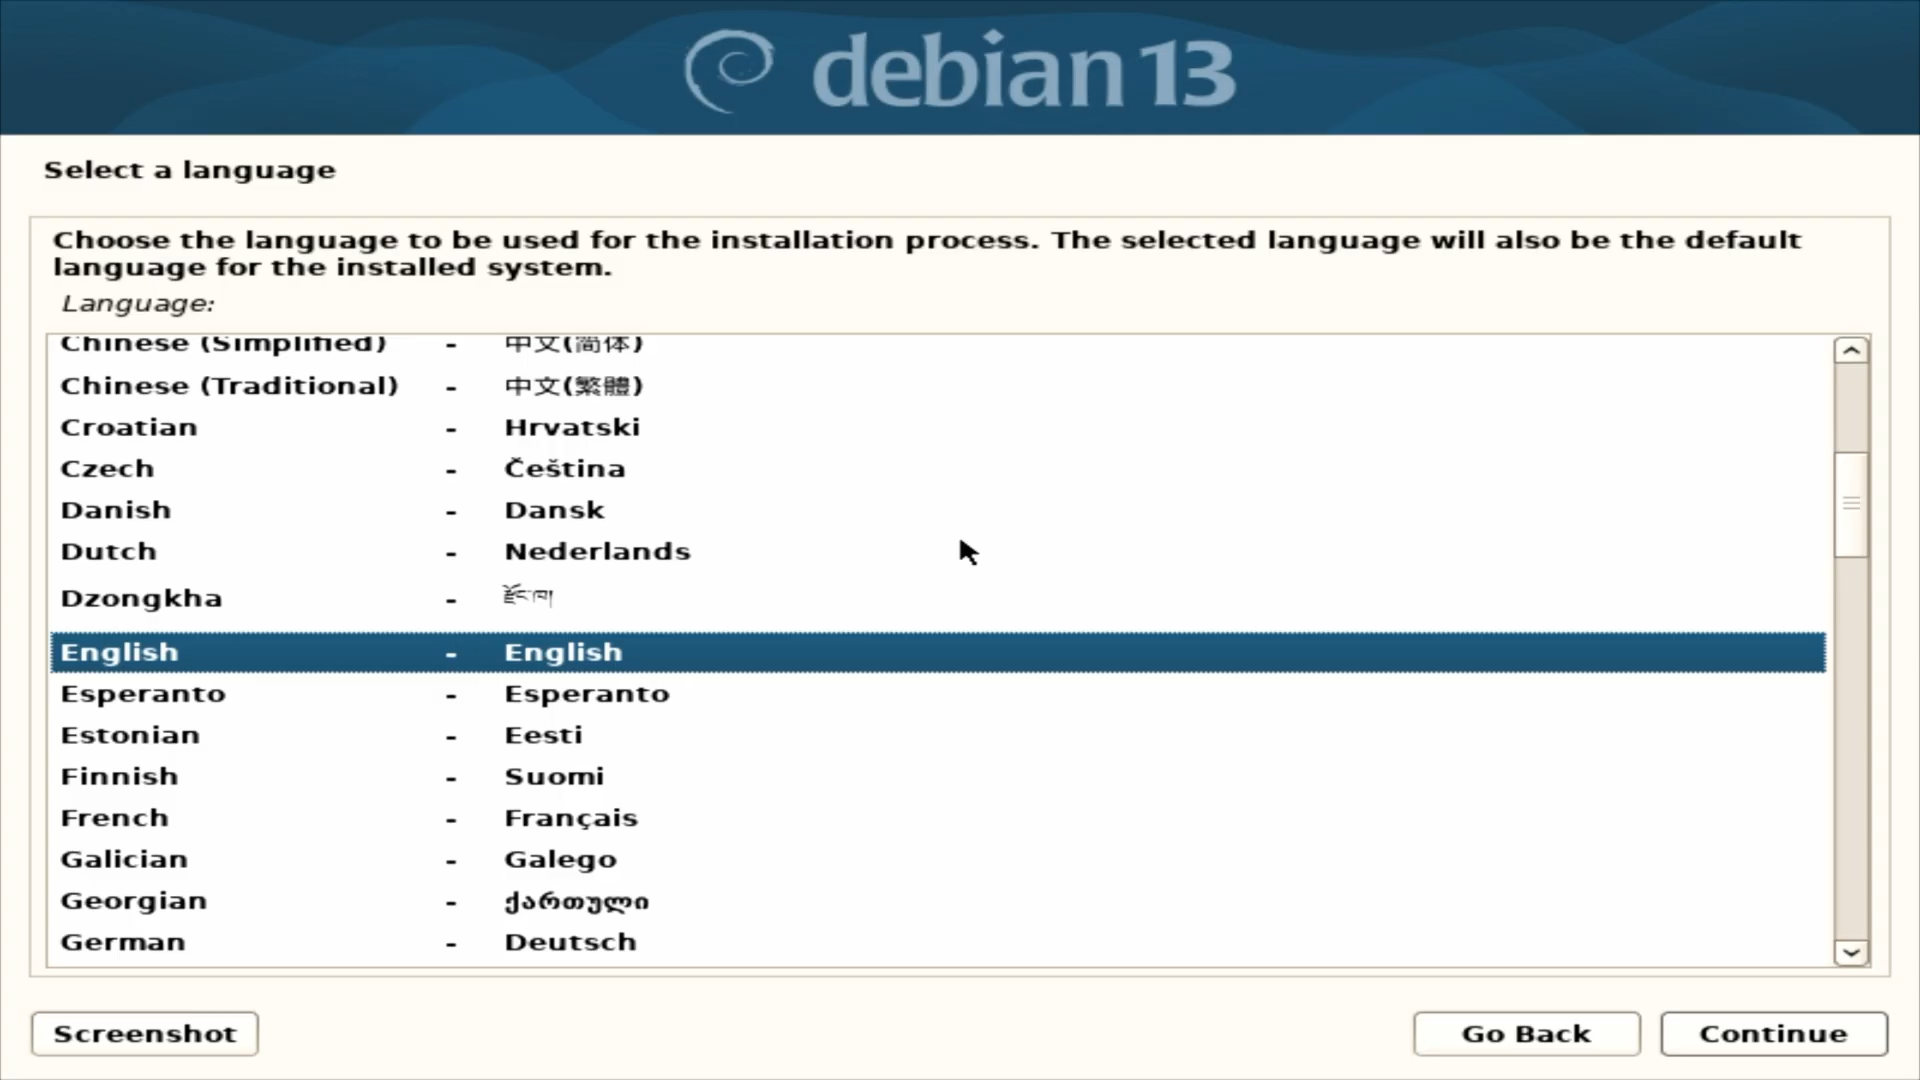 debian 13
Select a language
Choose the language to be used for the installation process. The selected language will also be the default
language for the installed system.
Language:
Chinese (Simplified) - 中文(简体)
Chinese (Traditional) - 中文(繁體)
Croatian - Hrvatski
Czech - Čeština
Danish - Dansk
Dutch - Nederlands
Dzongkha - རྫོང་ཁ།
English - English
Esperanto - Esperanto
Estonian - Eesti
Finnish - Suomi
French - Français
Galician - Galego
Georgian - ქართული
German - Deutsch
Screenshot Go Back Continue